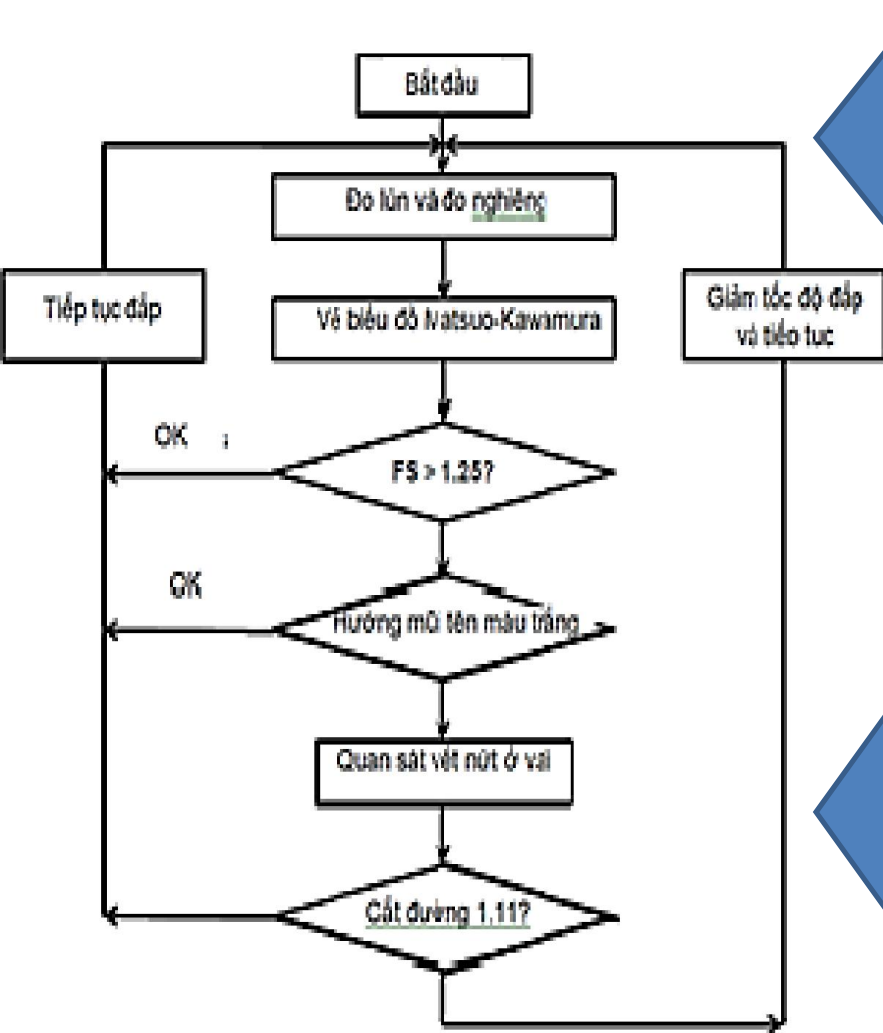 Bắt đầu
Đo lún và đo nghiêng
Tiếp tục đắp
Vẽ biểu đồ Matsuo-Kawamura
Giảm tốc độ đắp
và tiếp tục
OK
FS > 1.25?
OK
Hướng mũ tên màu trắng
Quan sát vết nứt ở vai
Cắt đường 1.11?